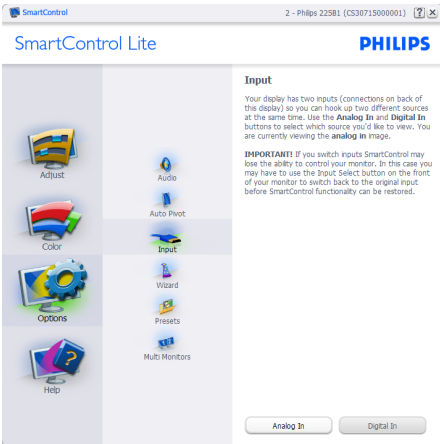 SmartControl
2 - Philips 225B1 (CS30715000001)
? X
SmartControl Lite
PHILIPS
Adjust
Color
Options
Help
Audio
Auto Pivot
Input
Wizard
Presets
Multi Monitors
Input
Your display has two inputs (connections on back of
this display) so you can hook up two different sources
at the same time. Use the Analog In and Digital In
buttons to select which source you'd like to view. You
are currently viewing the analog in image.
IMPORTANT! If you switch inputs SmartControl may
lose the ability to control your monitor. In this case you
may have to use the Input Select button on the front
of your monitor to switch back to the original input
before SmartControl functionality can be restored.
Analog In
Digital In